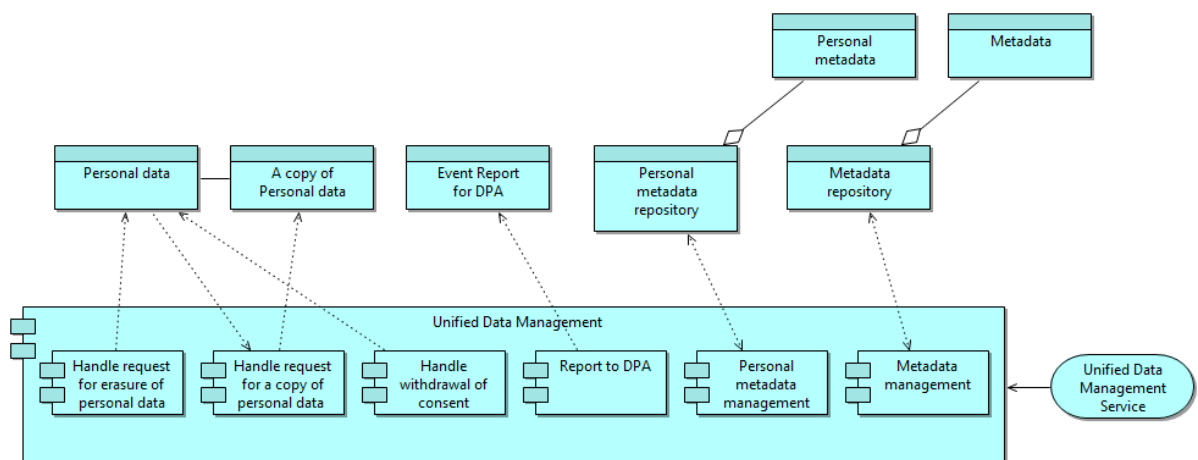 Personal
metadata
Metadata
Personal data
A copy of
Personal data
Event Report
for DPA
Personal
metadata
repository
Metadata
repository
Unified Data Management
Handle request
for erasure of
personal data
Handle request
for a copy of
personal data
Handle
withdrawal of
consent
Report to DPA
Personal
metadata
management
Metadata
management
Unified Data
Management
Service